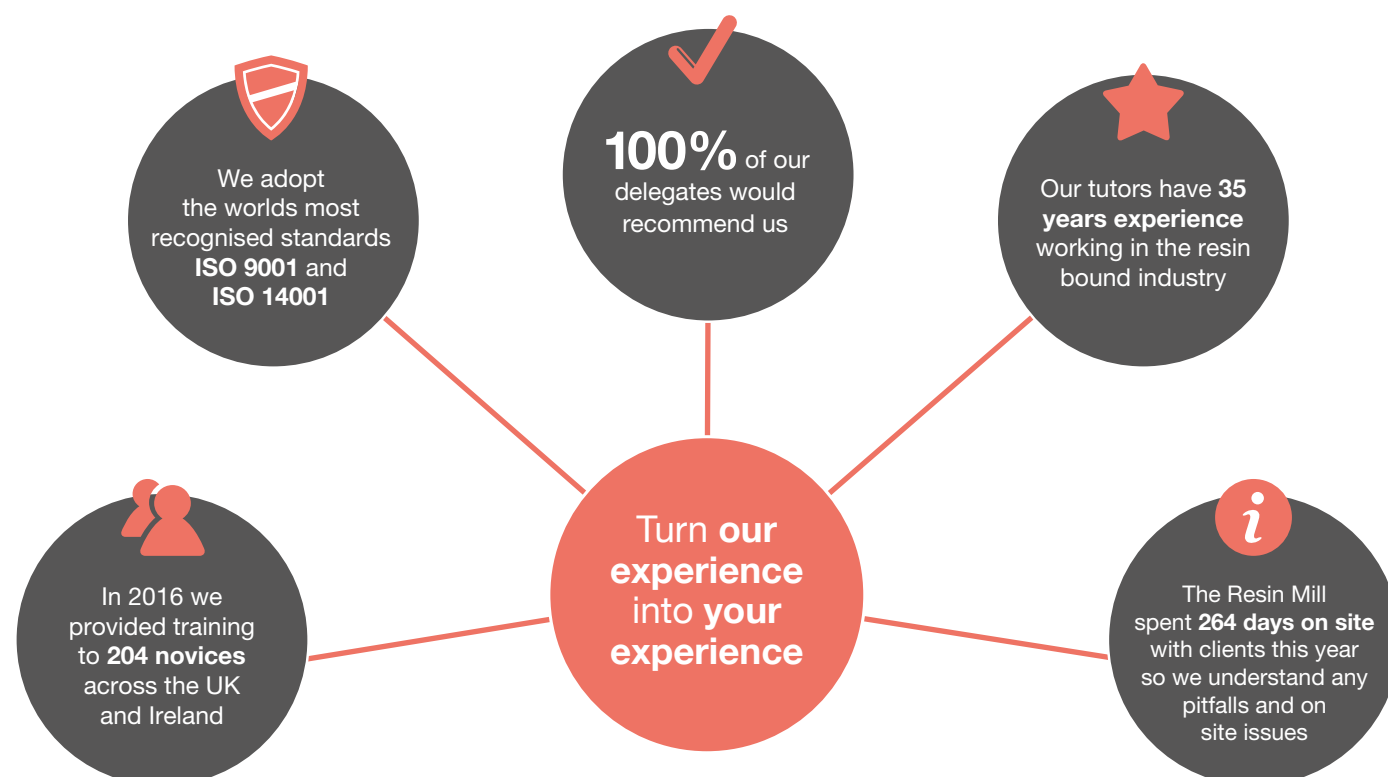 We adopt
the worlds most
recognised standards
ISO 9001 and
ISO 14001
100% of our
delegates would
recommend us
Our tutors have 35
years experience
working in the resin
bound industry
In 2016 we
provided training
to 204 novices
across the UK
and Ireland
Turn our
experience
into your
experience
i
The Resin Mill
spent 264 days on site
with clients this year
so we understand any
pitfalls and on
site issues